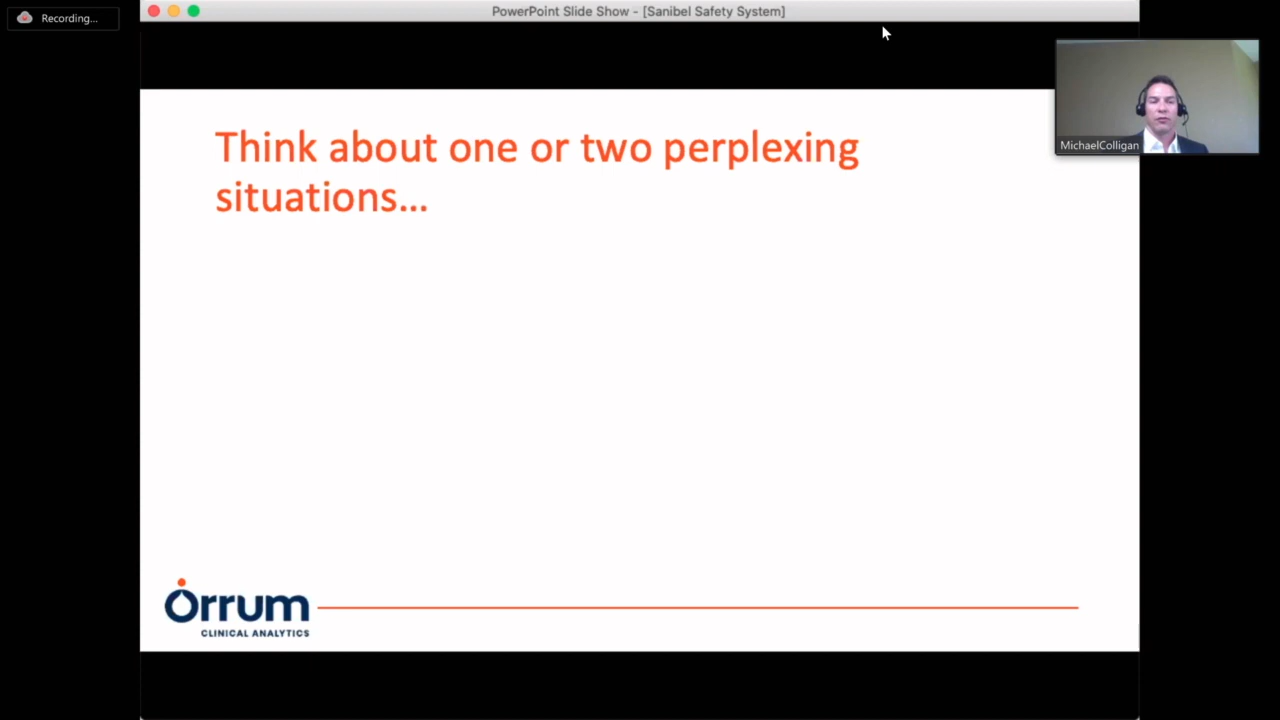 Recording...
PowerPoint Slide Show - [Sanibel Safety System]
MichaelColligan
Think about one or two perplexing
situations...
Orrum
CLINICAL ANALYTICS